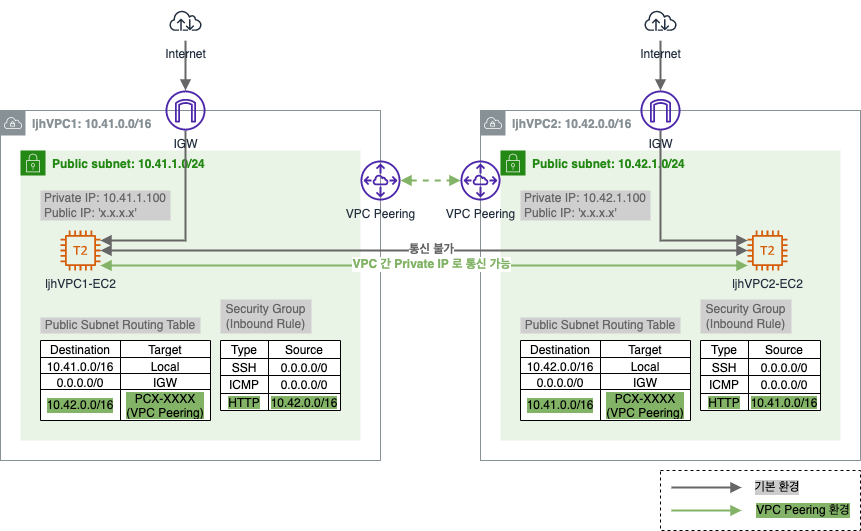 Internet
Internet
ljhVPC1: 10.41.0.0/16
IGW
Public subnet: 10.41.1.0/24
Private IP: 10.41.1.100
Public IP: 'x.x.x.x'
T2
ljhVPC1-EC2
VPC Peering
VPC Peering
ljhVPC2: 10.42.0.0/16
IGW
Public subnet: 10.42.1.0/24
Private IP: 10.42.1.100
Public IP: 'x.x.x.x'
T2
ljhVPC2-EC2
통신 불가
VPC 간 Private IP 로 통신 가능
Public Subnet Routing Table
Destination Target
10.41.0.0/16 Local
0.0.0.0/0 IGW
10.42.0.0/16 PCX-XXXX
(VPC Peering)
Security Group
(Inbound Rule)
Type Source
SSH 0.0.0.0/0
ICMP 0.0.0.0/0
HTTP 10.42.0.0/16
Public Subnet Routing Table
Destination Target
10.42.0.0/16 Local
0.0.0.0/0 IGW
10.41.0.0/16 PCX-XXXX
(VPC Peering)
Security Group
(Inbound Rule)
Type Source
SSH 0.0.0.0/0
ICMP 0.0.0.0/0
HTTP 10.41.0.0/16
기본 환경
VPC Peering 환경